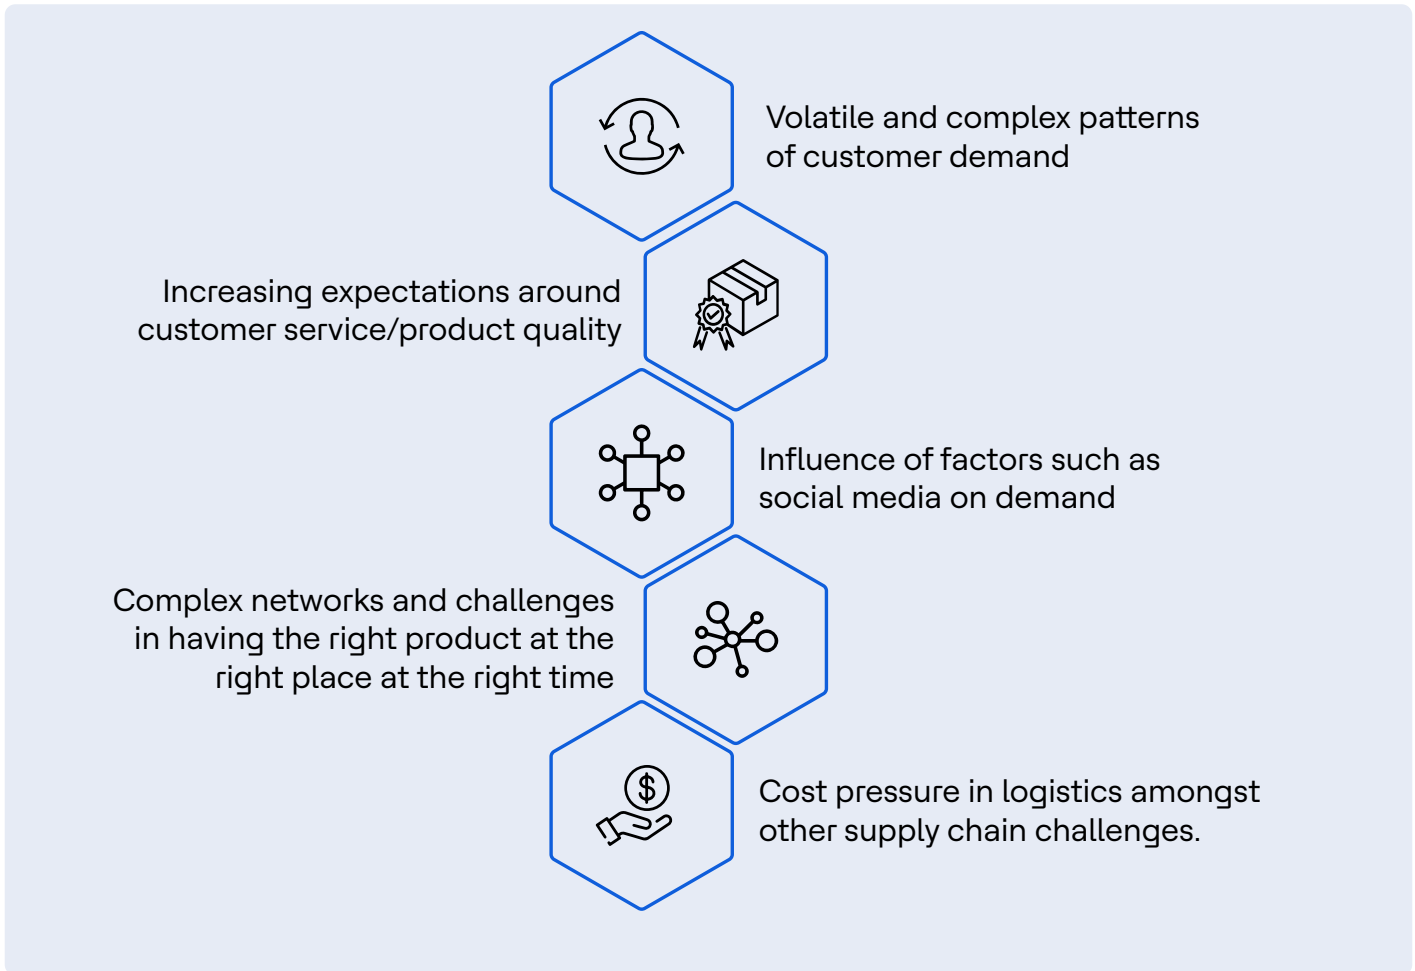 Volatile and complex patterns
of customer demand
Increasing expectations around
customer service/product quality
Influence of factors such as
social media on demand
Complex networks and challenges
in having the right product at the
right place at the right time
$
Cost pressure in logistics amongst
other supply chain challenges.